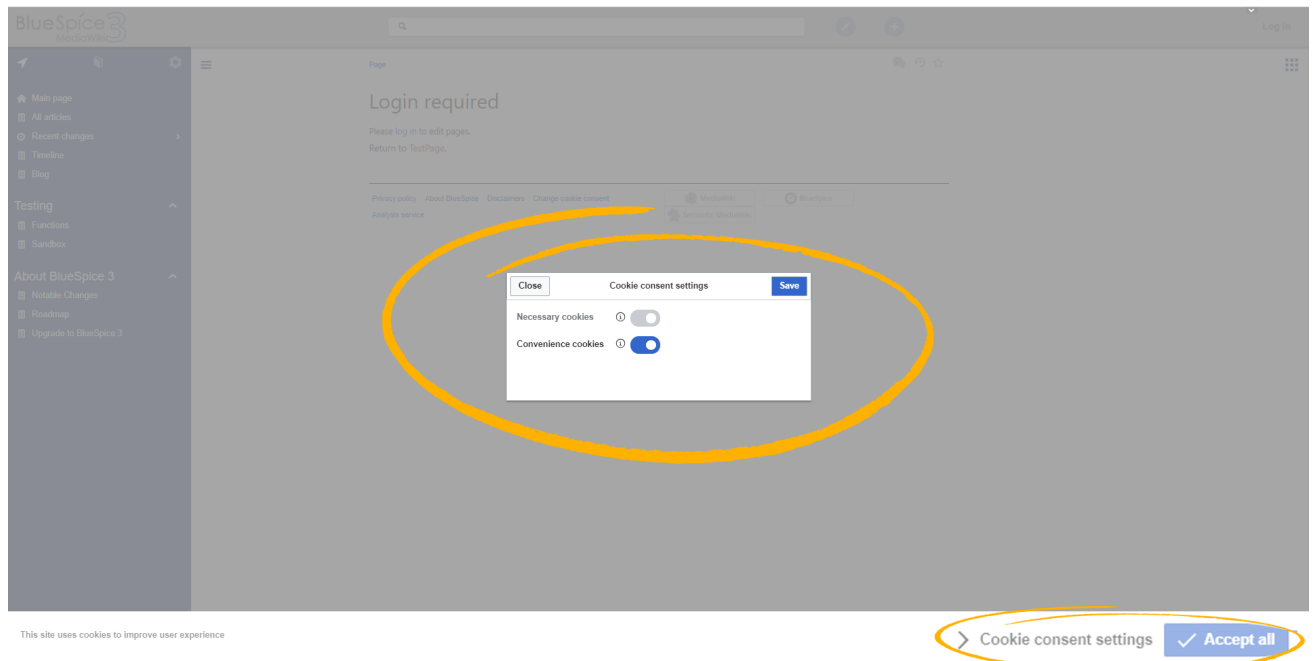 BlueSpice 3
MediaWiki
Log in
Page
Main page
All articles
Recent changes
Timeline
Blog
Testing
Functions
Sandbox
About BlueSpice 3
Notable Changes
Roadmap
Upgrade to BlueSpice 3
Login required
Please log in to edit pages.
Return to TestPage.
Privacy policy About BlueSpice Disclaimers Change cookie consent
MediaWiki
BlueSpice
Semantic MediaWiki
Close Cookie consent settings Save
Necessary cookies
Convenience cookies
This site uses cookies to improve user experience
Cookie consent settings Accept all